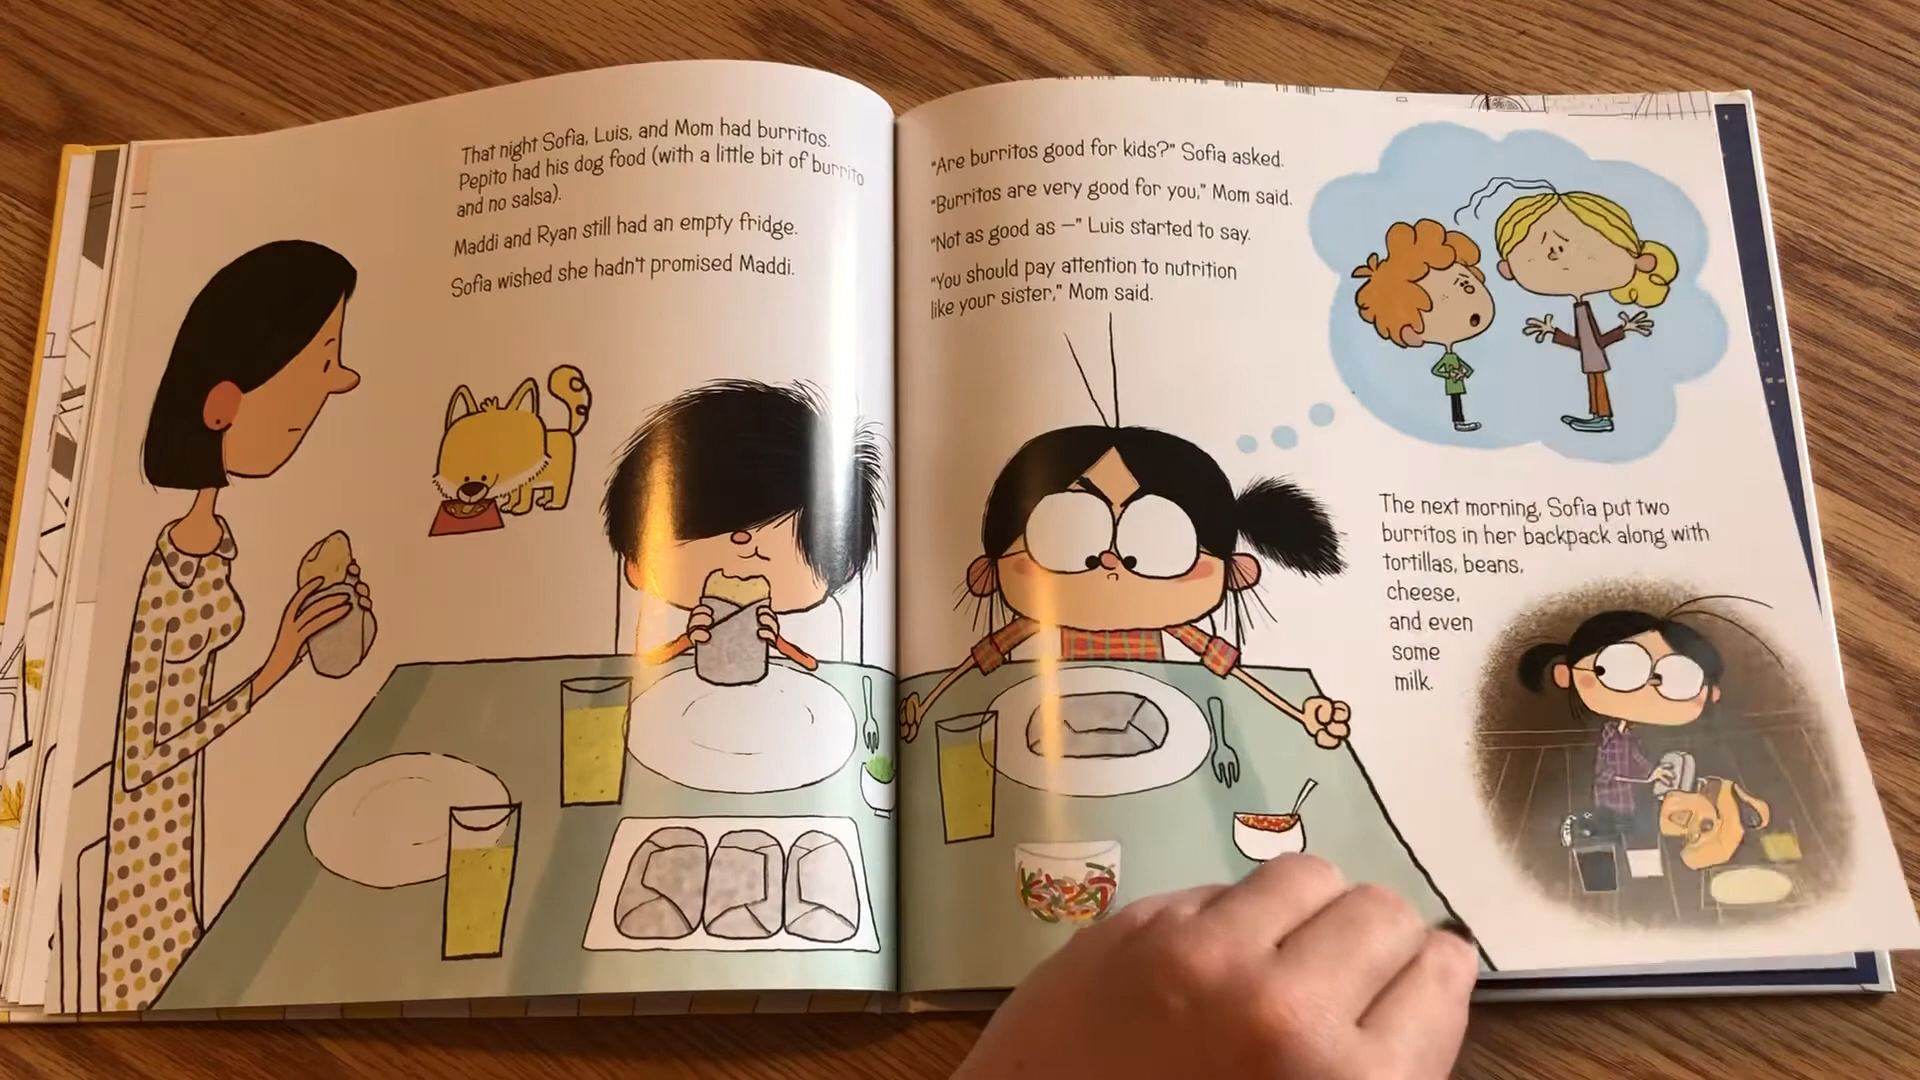 That night Sofia, Luis, and Mom had burritos.
Pepito had his dog food (with a little bit of burrito
and no salsa).
Maddi and Ryan still had an empty fridge.
Sofia wished she hadn't promised Maddi.
"Are burritos good for kids?" Sofia asked.
"Burritos are very good for you," Mom said.
"Not as good as —" Luis started to say.
"You should pay attention to nutrition
like your sister," Mom said.
The next morning, Sofia put two
burritos in her backpack along with
tortillas, beans,
cheese,
and even
some
milk.